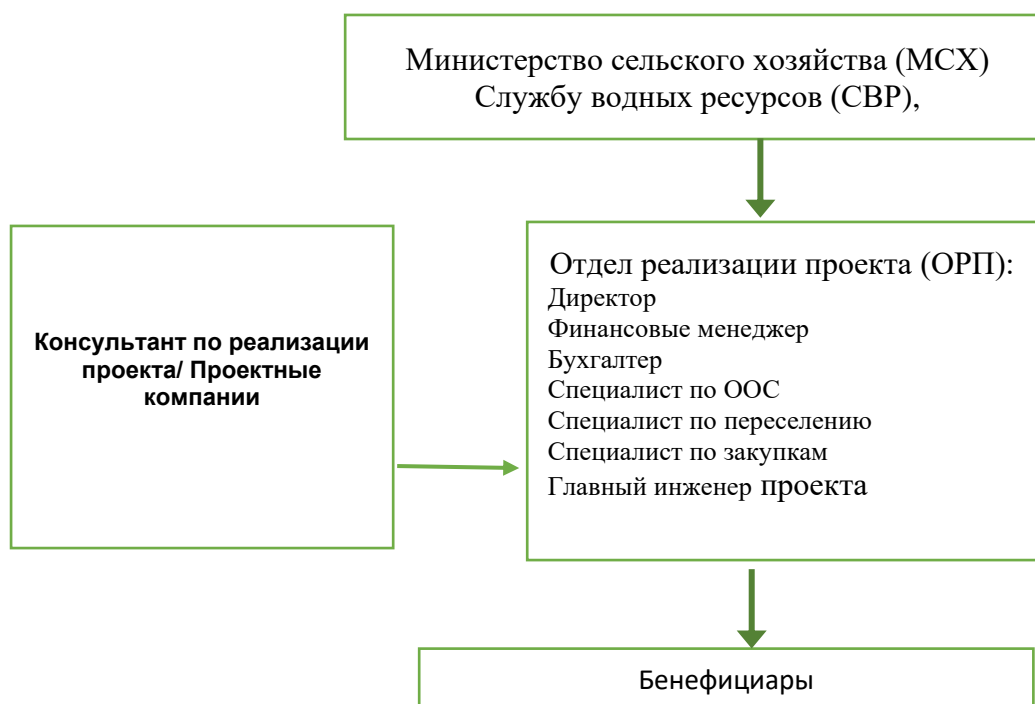 Министерство сельского хозяйства (МСХ)
Службу водных ресурсов (СВР),
Консультант по реализации
проекта/ Проектные
компании
Отдел реализации проекта (ОРП):
Директор
Финансовые менеджер
Бухгалтер
Специалист по ООС
Специалист по переселению
Специалист по закупкам
Главный инженер проекта
Бенефициары